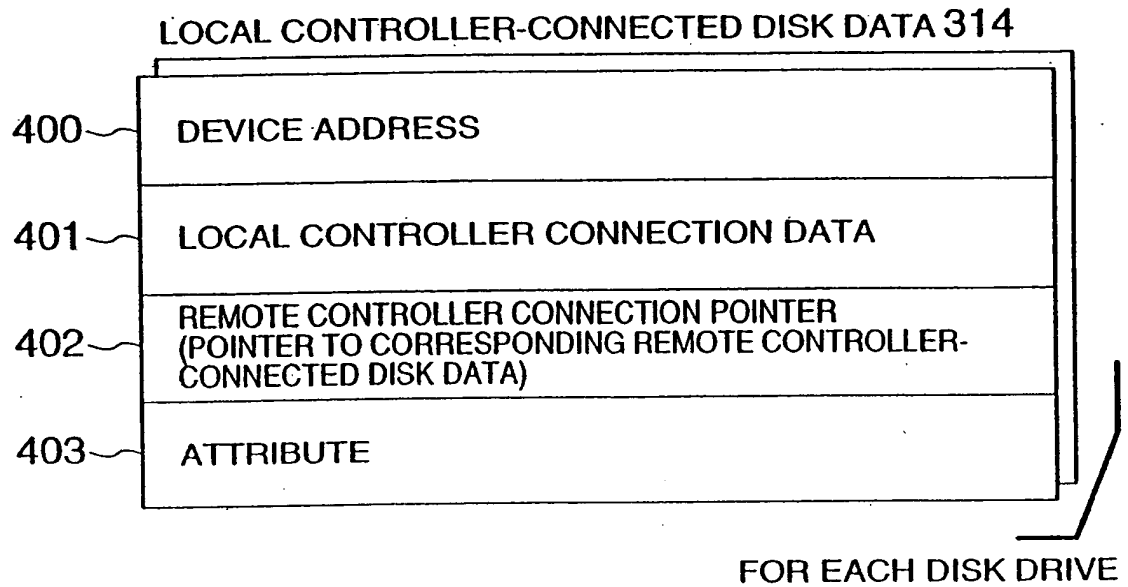 LOCAL CONTROLLER-CONNECTED DISK DATA 314
400 DEVICE ADDRESS
401 LOCAL CONTROLLER CONNECTION DATA
REMOTE CONTROLLER CONNECTION POINTER
402 (POINTER TO CORRESPONDING REMOTE CONTROLLER-
CONNECTED DISK DATA)
403 ATTRIBUTE
FOR EACH DISK DRIVE